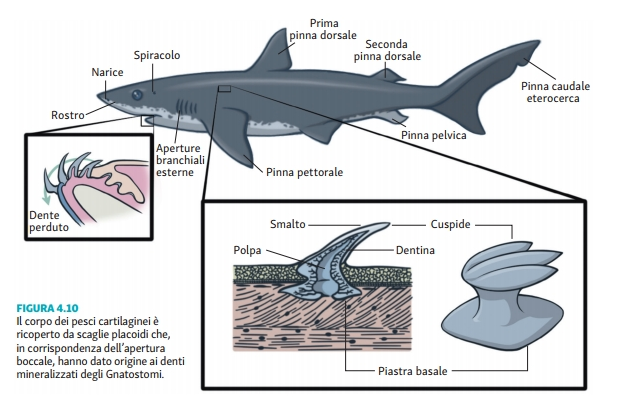 Prima
pinna dorsale
Seconda
pinna dorsale
Spiracolo
Narice
Pinna caudale
eterocerca
Rostro
Pinna pelvica
Aperture
branchiali
esterne
Pinna pettorale
Dente
perduto
Smalto
Cuspide
Polpa
Dentina
Piastra basale
FIGURA 4.10
Il corpo dei pesci cartilaginei è
ricoperto da scaglie placoidi che,
in corrispondenza dell'apertura
boccale, hanno dato origine ai denti
mineralizzati degli Gnatostomi.